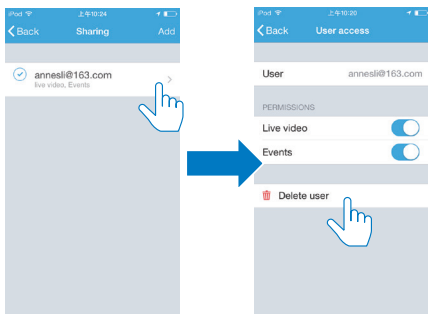 iPod 上午10:24
Back Sharing Add
annesli@163.com
live video, Events
iPod 上午10:20
Back User access
User annesli@163.com
PERMISSIONS
Live video
Events
Delete user